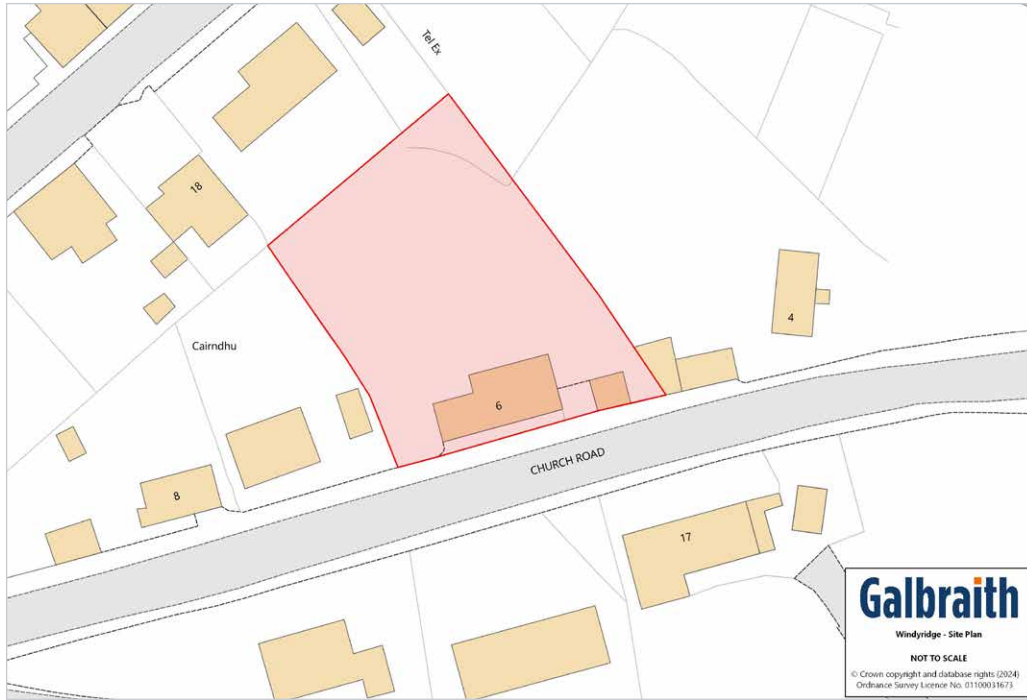 Tel Ex
18
4
Cairndhu
6
CHURCH ROAD
8
17
Galbraith
Windyridge - Site Plan
NOT TO SCALE
© Crown copyright and database rights (2024)
Ordnance Survey Licence No. 01100031673